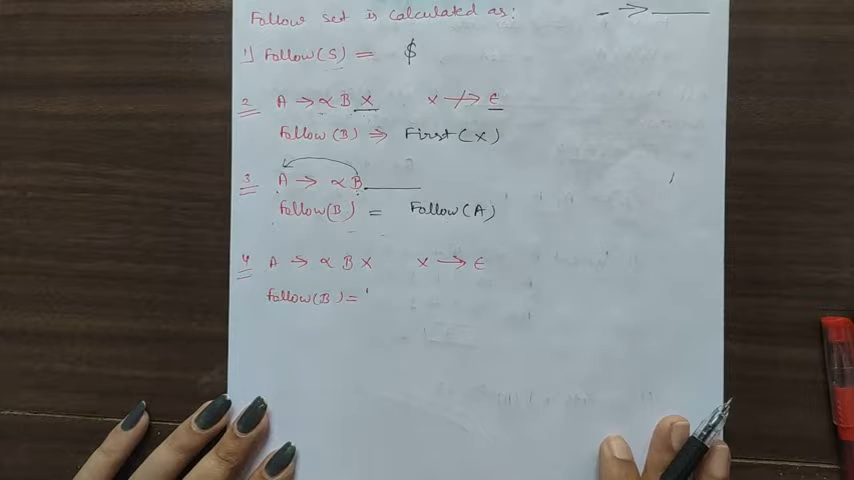 Follow set is calculated as:
1) Follow(S) = $
2 A → α B X X ↛ ε
Follow(B) ⇒ First(X)
3 A → α B
Follow(B) = Follow(A)
4 A → α B X X → ε
Follow(B) =